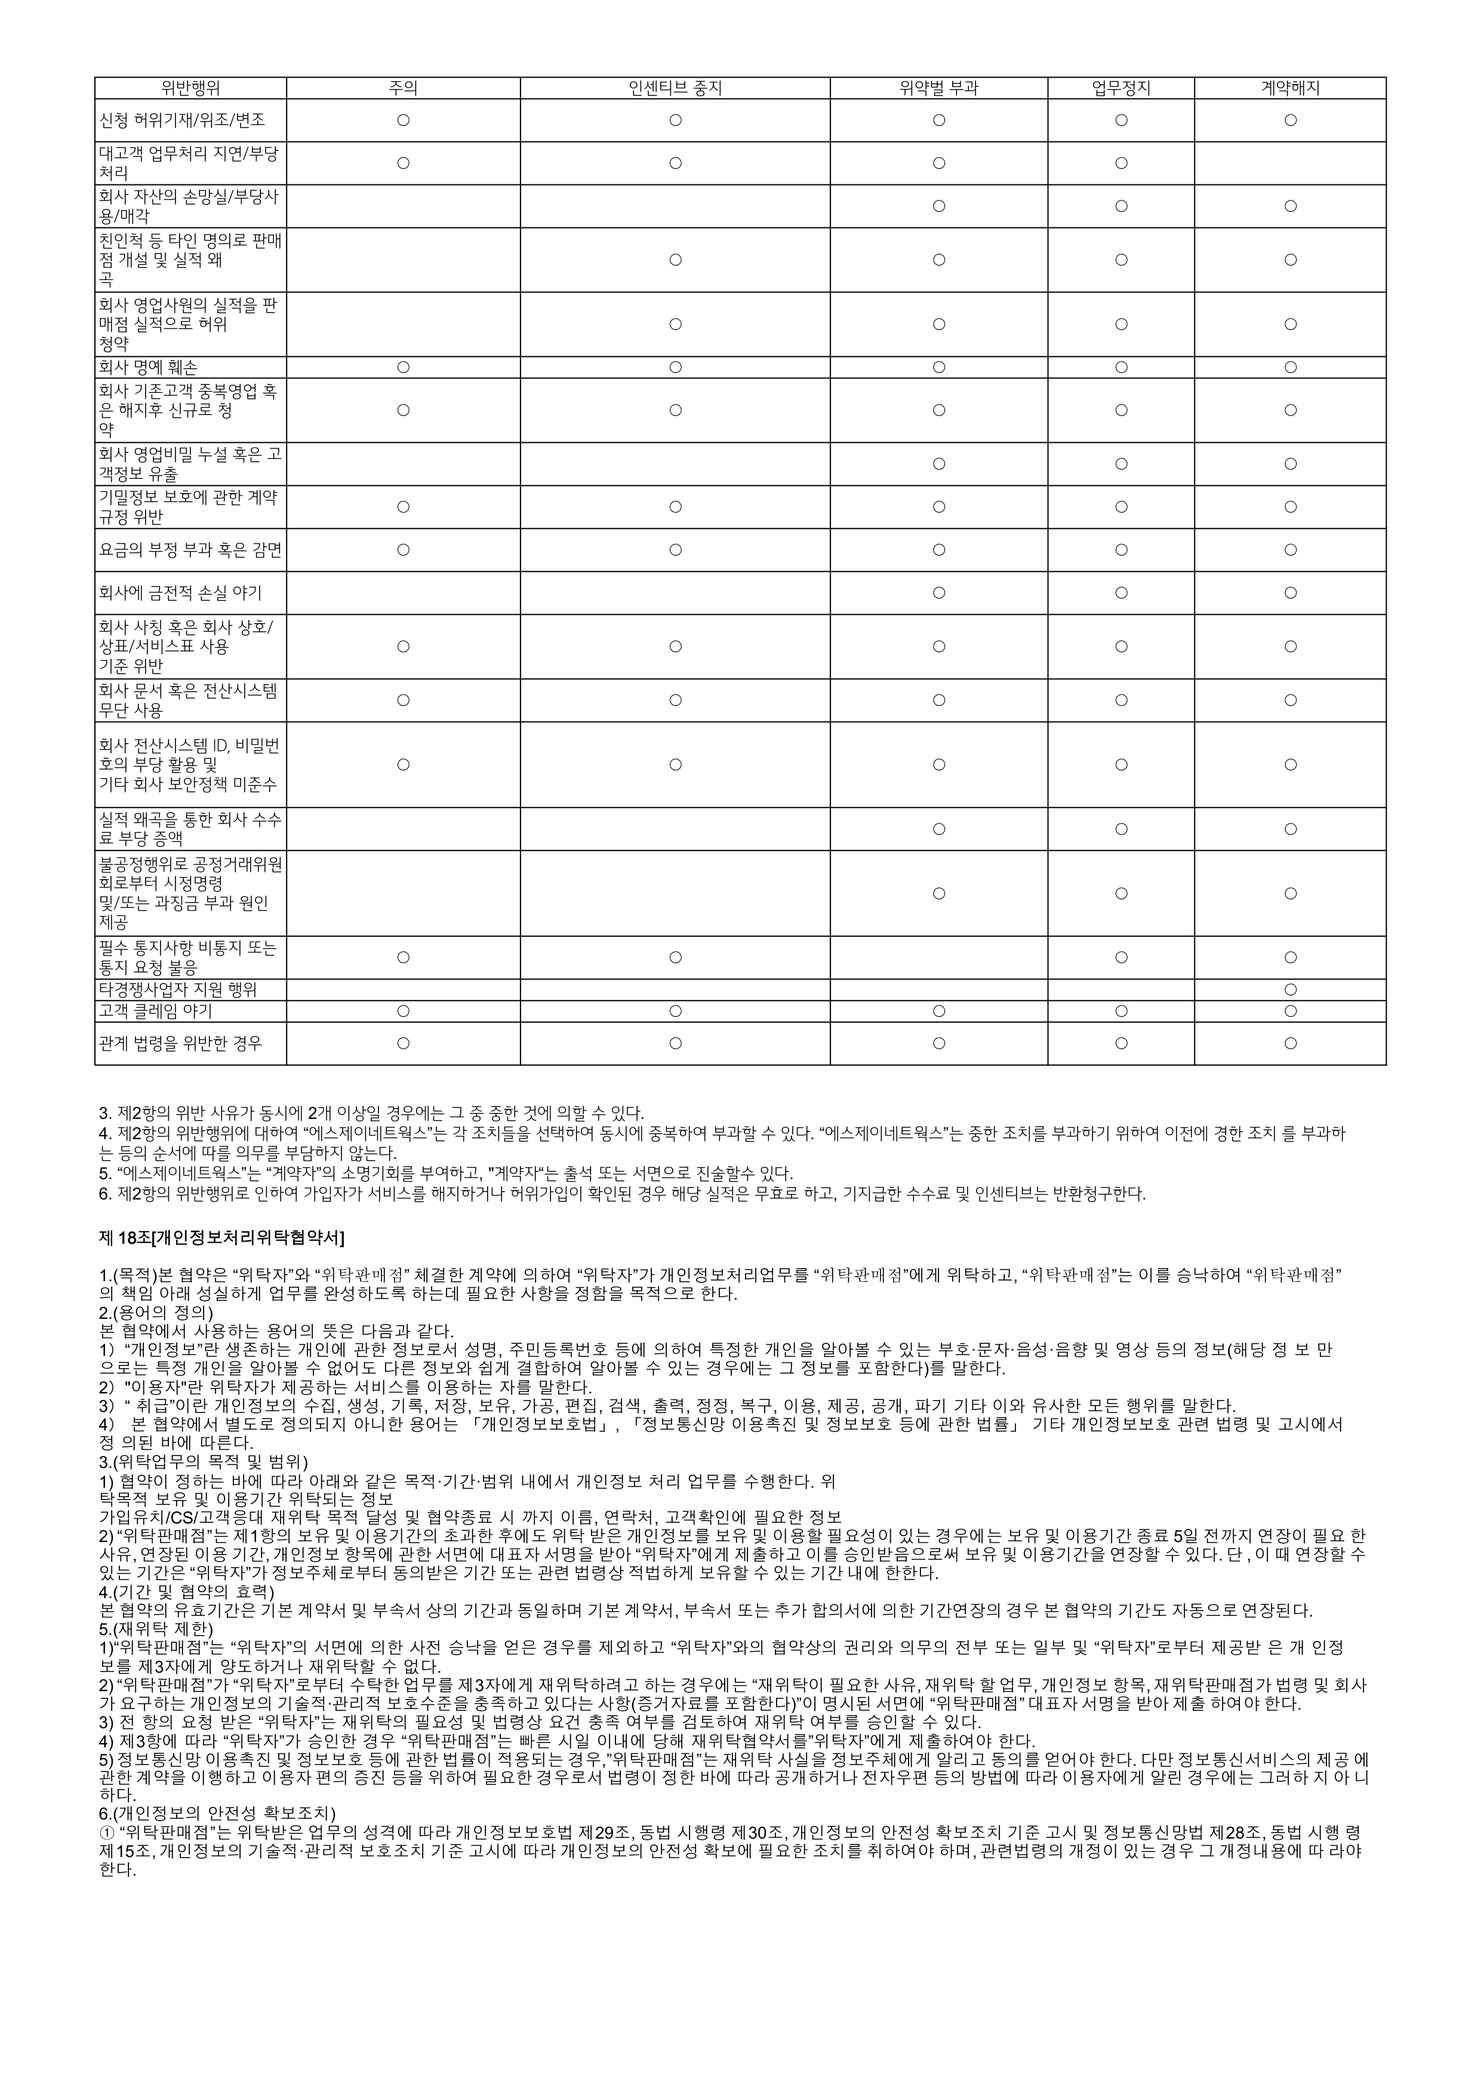 위반행위 주의 인센티브 중지 위약벌 부과 업무정지 계약해지
신청 허위기재/위조/변조 ○ ○ ○ ○ ○
대고객 업무처리 지연/부당
처리 ○ ○ ○ ○
회사 자산의 손망실/부당사
용/매각 ○ ○ ○
친인척 등 타인 명의로 판매
점 개설 및 실적 왜
곡 ○ ○ ○ ○
회사 영업사원의 실적을 판
매점 실적으로 허위
청약 ○ ○ ○ ○
회사 명예 훼손 ○ ○ ○ ○ ○
회사 기존고객 중복영업 혹
은 해지후 신규로 청
약 ○ ○ ○ ○ ○
회사 영업비밀 누설 혹은 고
객정보 유출 ○ ○ ○
기밀정보 보호에 관한 계약
규정 위반 ○ ○ ○ ○ ○
요금의 부정 부과 혹은 감면 ○ ○ ○ ○ ○
회사에 금전적 손실 야기 ○ ○ ○
회사 사칭 혹은 회사 상호/
상표/서비스표 사용
기준 위반 ○ ○ ○ ○ ○
회사 문서 혹은 전산시스템
무단 사용 ○ ○ ○ ○ ○
회사 전산시스템 ID, 비밀번
호의 부당 활용 및
기타 회사 보안정책 미준수 ○ ○ ○ ○ ○
실적 왜곡을 통한 회사 수수
료 부당 증액 ○ ○ ○
불공정행위로 공정거래위원
회로부터 시정명령
및/또는 과징금 부과 원인
제공 ○ ○ ○
필수 통지사항 비통지 또는
통지 요청 불응 ○ ○ ○ ○
타경쟁사업자 지원 행위 ○
고객 클레임 야기 ○ ○ ○ ○ ○
관계 법령을 위반한 경우 ○ ○ ○ ○ ○
3. 제2항의 위반 사유가 동시에 2개 이상일 경우에는 그 중 중한 것에 의할 수 있다.
4. 제2항의 위반행위에 대하여 “에스제이네트웍스”는 각 조치들을 선택하여 동시에 중복하여 부과할 수 있다. “에스제이네트웍스”는 중한 조치를 부과하기 위하여 이전에 경한 조치 를 부과하
는 등의 순서에 따를 의무를 부담하지 않는다.
5. “에스제이네트웍스”는 “계약자”의 소명기회를 부여하고, "계약자“는 출석 또는 서면으로 진술할수 있다.
6. 제2항의 위반행위로 인하여 가입자가 서비스를 해지하거나 허위가입이 확인된 경우 해당 실적은 무효로 하고, 기지급한 수수료 및 인센티브는 반환청구한다.
제 18조[개인정보처리위탁협약서]
1.(목적)본 협약은 “위탁자”와 “위탁판매점” 체결한 계약에 의하여 “위탁자”가 개인정보처리업무를 “위탁판매점”에게 위탁하고, “위탁판매점”는 이를 승낙하여 “위탁판매점”
의 책임 아래 성실하게 업무를 완성하도록 하는데 필요한 사항을 정함을 목적으로 한다.
2.(용어의 정의)
본 협약에서 사용하는 용어의 뜻은 다음과 같다.
1) “개인정보”란 생존하는 개인에 관한 정보로서 성명, 주민등록번호 등에 의하여 특정한 개인을 알아볼 수 있는 부호·문자·음성·음향 및 영상 등의 정보(해당 정 보 만
으로는 특정 개인을 알아볼 수 없어도 다른 정보와 쉽게 결합하여 알아볼 수 있는 경우에는 그 정보를 포함한다)를 말한다.
2) "이용자"란 위탁자가 제공하는 서비스를 이용하는 자를 말한다.
3) “ 취급”이란 개인정보의 수집, 생성, 기록, 저장, 보유, 가공, 편집, 검색, 출력, 정정, 복구, 이용, 제공, 공개, 파기 기타 이와 유사한 모든 행위를 말한다.
4) 본 협약에서 별도로 정의되지 아니한 용어는 「개인정보보호법」, 「정보통신망 이용촉진 및 정보보호 등에 관한 법률」 기타 개인정보보호 관련 법령 및 고시에서
정 의된 바에 따른다.
3.(위탁업무의 목적 및 범위)
1) 협약이 정하는 바에 따라 아래와 같은 목적·기간·범위 내에서 개인정보 처리 업무를 수행한다. 위
탁목적 보유 및 이용기간 위탁되는 정보
가입유치/CS/고객응대 재위탁 목적 달성 및 협약종료 시 까지 이름, 연락처, 고객확인에 필요한 정보
2) “위탁판매점”는 제1항의 보유 및 이용기간의 초과한 후에도 위탁 받은 개인정보를 보유 및 이용할 필요성이 있는 경우에는 보유 및 이용기간 종료 5일 전까지 연장이 필요 한
사유, 연장된 이용 기간, 개인정보 항목에 관한 서면에 대표자 서명을 받아 “위탁자”에게 제출하고 이를 승인받음으로써 보유 및 이용기간을 연장할 수 있다. 단 , 이 때 연장할 수
있는 기간은 “위탁자”가 정보주체로부터 동의받은 기간 또는 관련 법령상 적법하게 보유할 수 있는 기간 내에 한한다.
4.(기간 및 협약의 효력)
본 협약의 유효기간은 기본 계약서 및 부속서 상의 기간과 동일하며 기본 계약서, 부속서 또는 추가 합의서에 의한 기간연장의 경우 본 협약의 기간도 자동으로 연장된다.
5.(재위탁 제한)
1)“위탁판매점”는 “위탁자”의 서면에 의한 사전 승낙을 얻은 경우를 제외하고 “위탁자”와의 협약상의 권리와 의무의 전부 또는 일부 및 “위탁자”로부터 제공받 은 개 인정
보를 제3자에게 양도하거나 재위탁할 수 없다.
2) “위탁판매점”가 “위탁자”로부터 수탁한 업무를 제3자에게 재위탁하려고 하는 경우에는 “재위탁이 필요한 사유, 재위탁 할 업무, 개인정보 항목, 재위탁판매점가 법령 및 회사
가 요구하는 개인정보의 기술적·관리적 보호수준을 충족하고 있다는 사항(증거자료를 포함한다)”이 명시된 서면에 “위탁판매점” 대표자 서명을 받아 제출 하여야 한다.
3) 전 항의 요청 받은 “위탁자”는 재위탁의 필요성 및 법령상 요건 충족 여부를 검토하여 재위탁 여부를 승인할 수 있다.
4) 제3항에 따라 “위탁자”가 승인한 경우 “위탁판매점”는 빠른 시일 이내에 당해 재위탁협약서를”위탁자”에게 제출하여야 한다.
5) 정보통신망 이용촉진 및 정보보호 등에 관한 법률이 적용되는 경우,”위탁판매점”는 재위탁 사실을 정보주체에게 알리고 동의를 얻어야 한다. 다만 정보통신서비스의 제공 에
관한 계약을 이행하고 이용자 편의 증진 등을 위하여 필요한 경우로서 법령이 정한 바에 따라 공개하거나 전자우편 등의 방법에 따라 이용자에게 알린 경우에는 그러하 지 아 니
하다.
6.(개인정보의 안전성 확보조치)
① “위탁판매점”는 위탁받은 업무의 성격에 따라 개인정보보호법 제29조, 동법 시행령 제30조, 개인정보의 안전성 확보조치 기준 고시 및 정보통신망법 제28조, 동법 시행 령
제15조, 개인정보의 기술적·관리적 보호조치 기준 고시에 따라 개인정보의 안전성 확보에 필요한 조치를 취하여야 하며, 관련법령의 개정이 있는 경우 그 개정내용에 따 라야
한다.